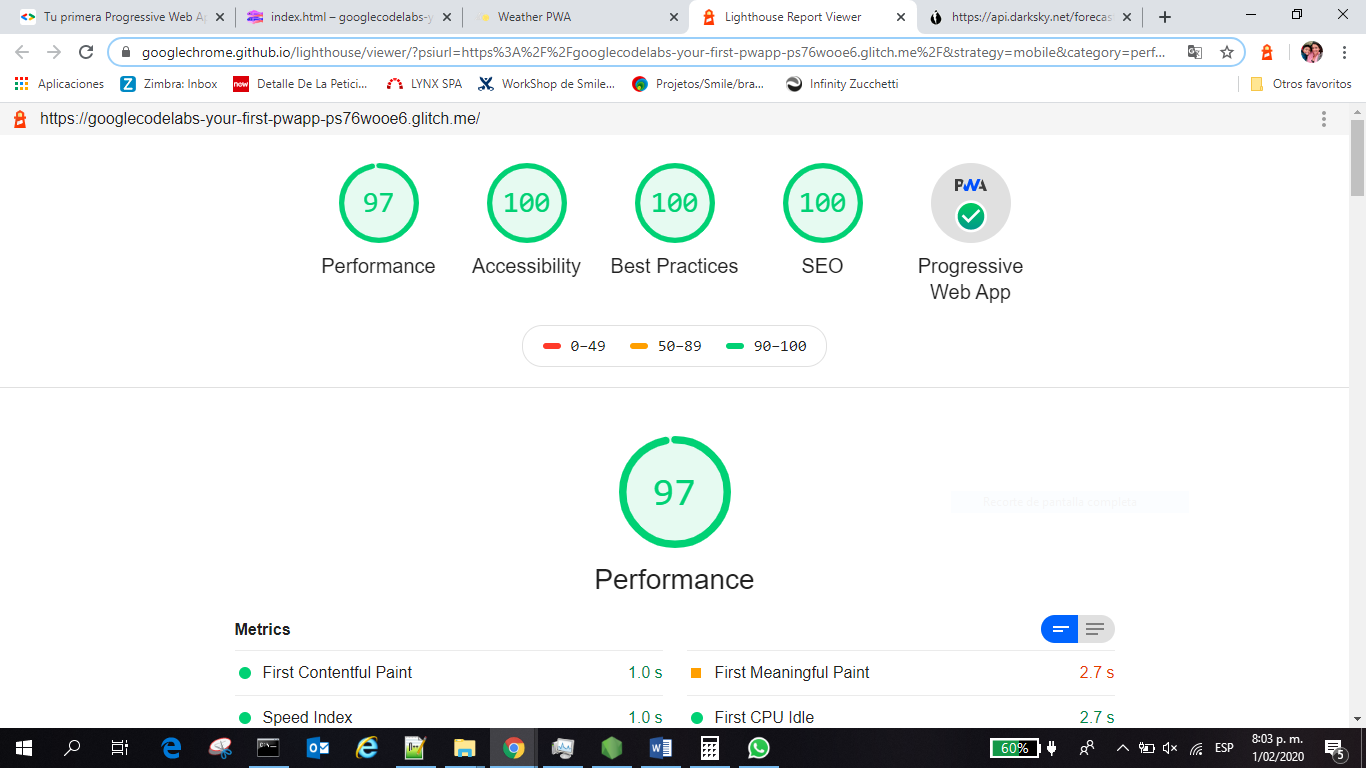 Tu primera Progressive Web Ap
index.html – googlecodelabs-y
Weather PWA
Lighthouse Report Viewer
https://api.darksky.net/forecas
googlechrome.github.io/lighthouse/viewer/?psiurl=https%3A%2F%2Fgooglecodelabs-your-first-pwapp-ps76wooe6.glitch.me%2F&strategy=mobile&category=perf...
Aplicaciones
Zimbra: Inbox
now
Detalle De La Petici...
LYNX SPA
WorkShop de Smile...
Projetos/Smile/bra...
Infinity Zucchetti
Otros favoritos
https://googlecodelabs-your-first-pwapp-ps76wooe6.glitch.me/
97
100
100
100
PWA
Performance
Accessibility
Best Practices
SEO
Progressive
Web App
0–49
50–89
90–100
97
Recorte de pantalla completa
Performance
Metrics
First Contentful Paint
1.0 s
First Meaningful Paint
2.7 s
Speed Index
1.0 s
First CPU Idle
2.7 s
60%
ESP
8:03 p. m.
1/02/2020
5